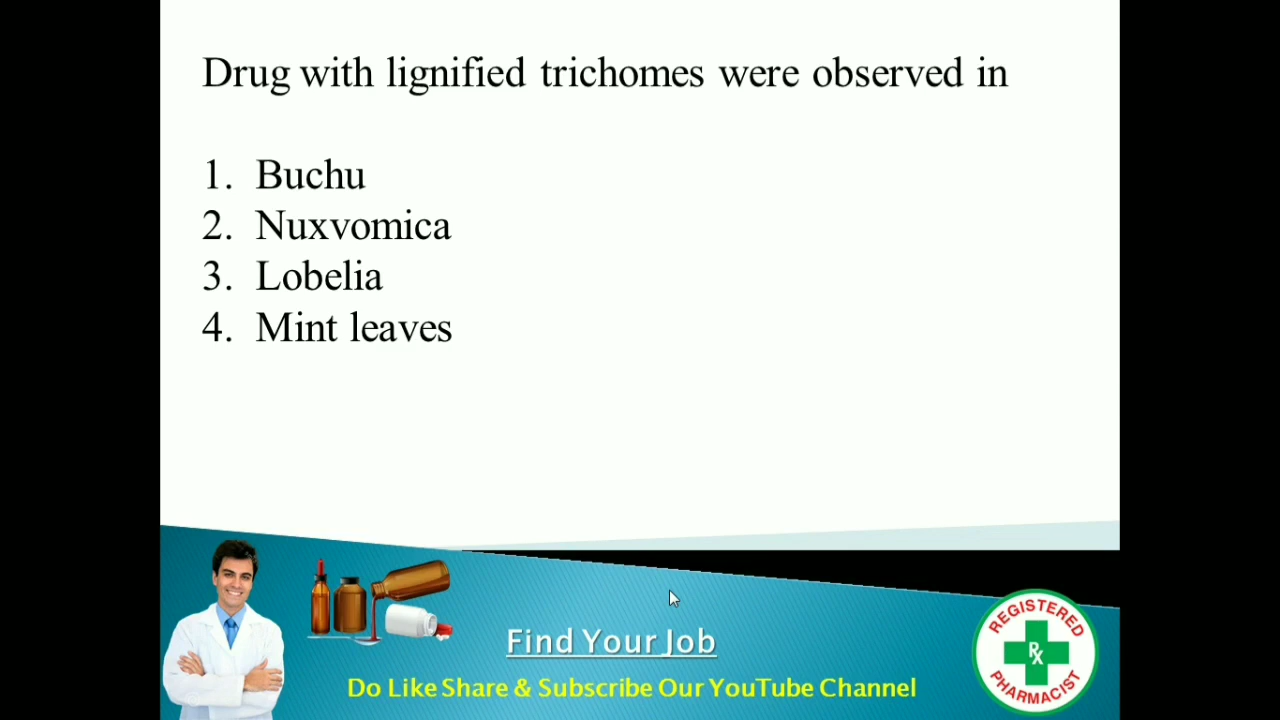 Drug with lignified trichomes were observed in
1. Buchu
2. Nuxvomica
3. Lobelia
4. Mint leaves
Find Your Job
Do Like Share & Subscribe Our YouTube Channel
REGISTERED
Rx
PHARMACIST